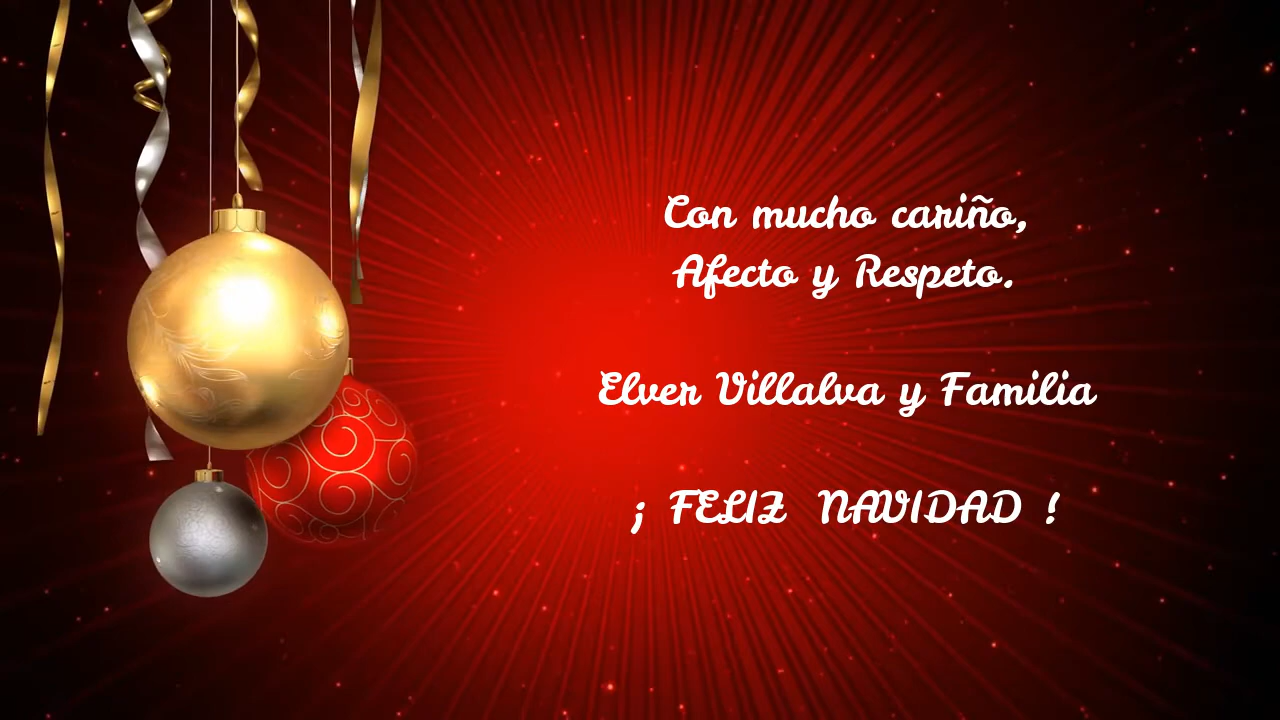 Con mucho cariño,
Afecto y Respeto.
Elver Villalva y Familia
¡ FELIZ NAVIDAD !